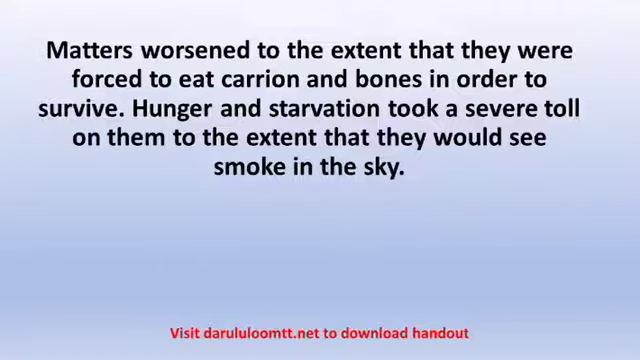 Matters worsened to the extent that they were
forced to eat carrion and bones in order to
survive. Hunger and starvation took a severe toll
on them to the extent that they would see
smoke in the sky.
Visit darululoomtt.net to download handout